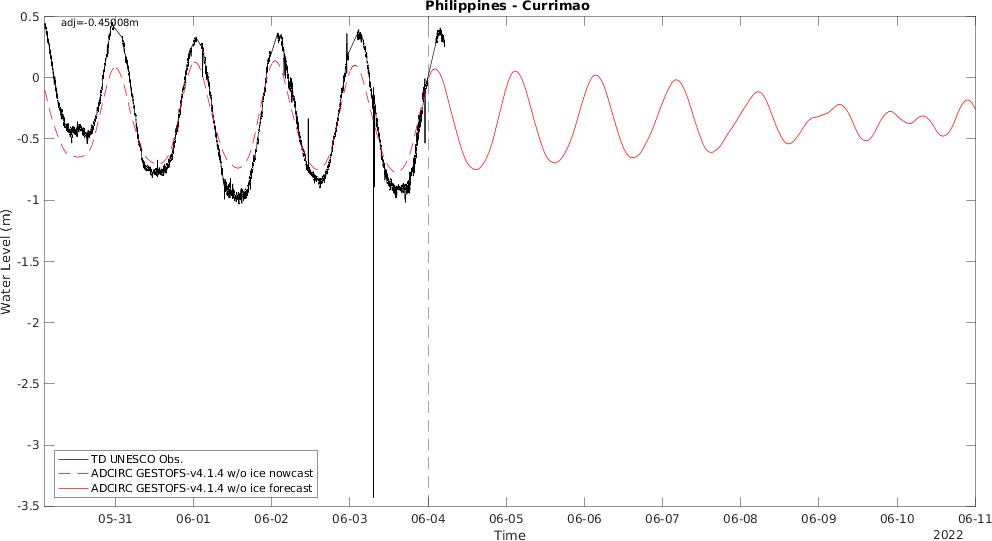 Philippines - Currimao
adj=-0.45008m
0.5
0
-0.5
-1
-1.5
-2
-2.5
-3
-3.5
Water Level (m)
TD UNESCO Obs.
ADCIRC GESTOFS-v4.1.4 w/o ice nowcast
ADCIRC GESTOFS-v4.1.4 w/o ice forecast
05-31 06-01 06-02 06-03 06-04 06-05 06-06 06-07 06-08 06-09 06-10 06-11
Time
2022